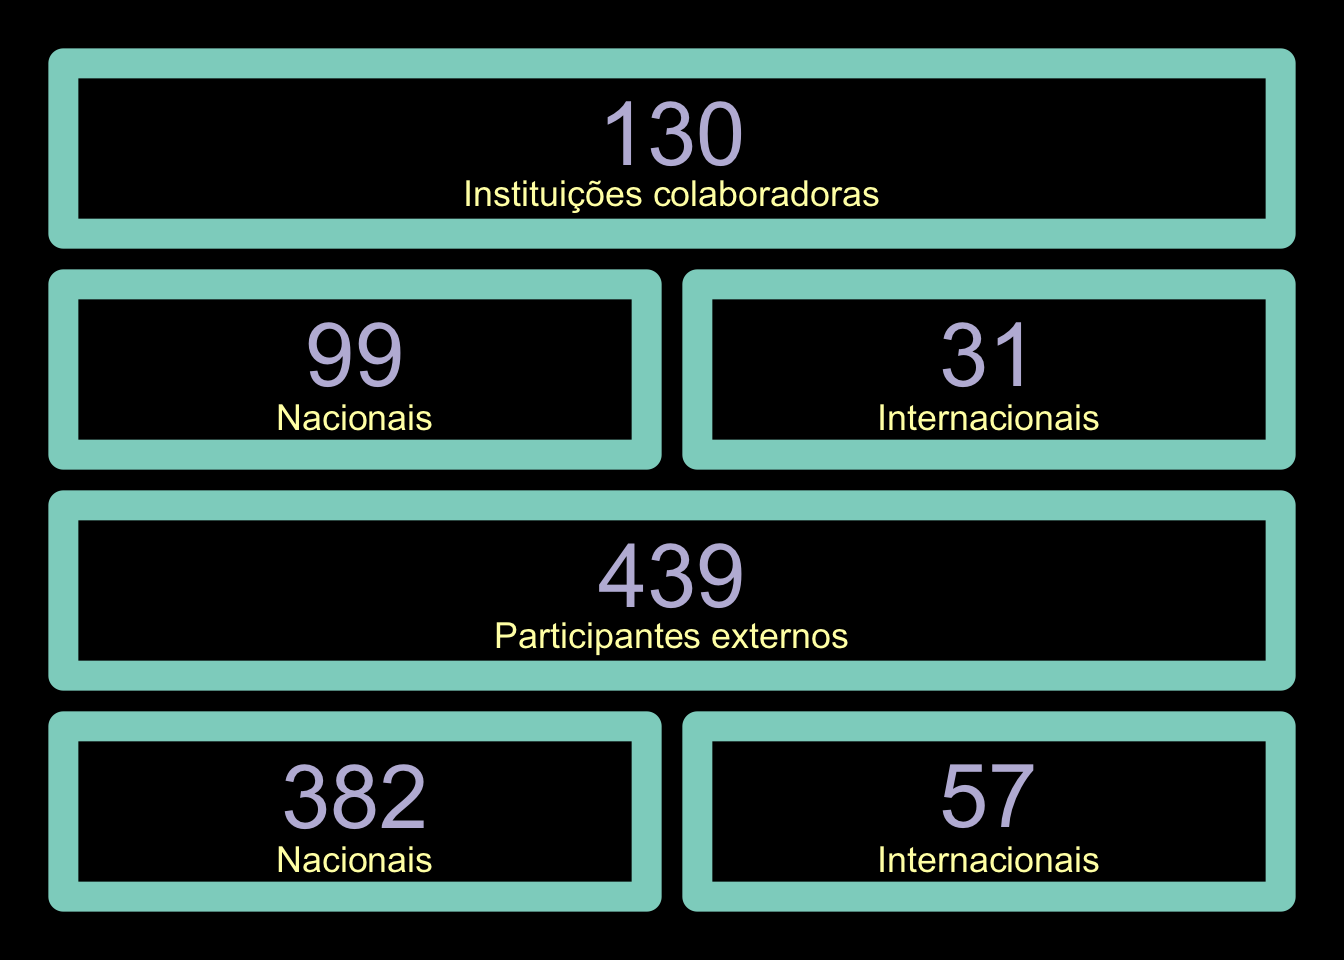 130
Instituições colaboradoras
99
Nacionais
31
Internacionais
439
Participantes externos
382
Nacionais
57
Internacionais